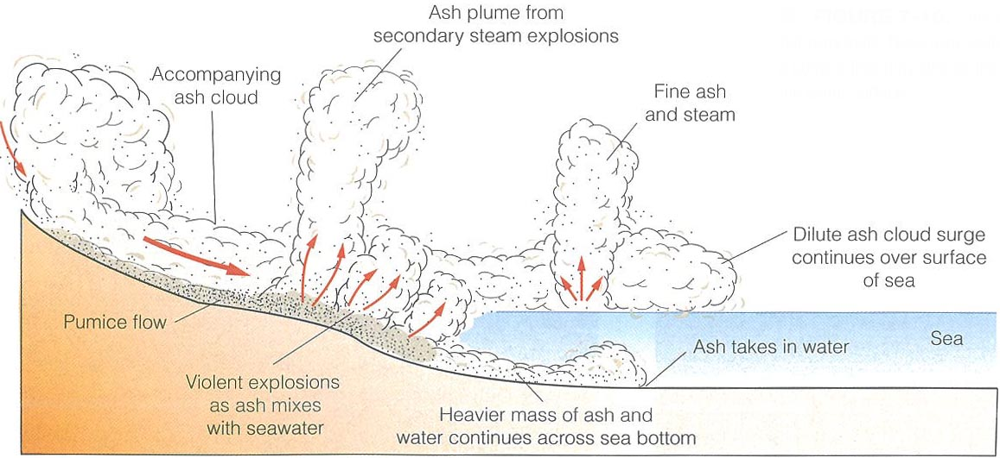 Ash plume from
secondary steam explosions
Accompanying
ash cloud
Fine ash
and steam
Dilute ash cloud surge
continues over surface
of sea
Pumice flow
Ash takes in water
Sea
Violent explosions
as ash mixes
with seawater
Heavier mass of ash and
water continues across sea bottom